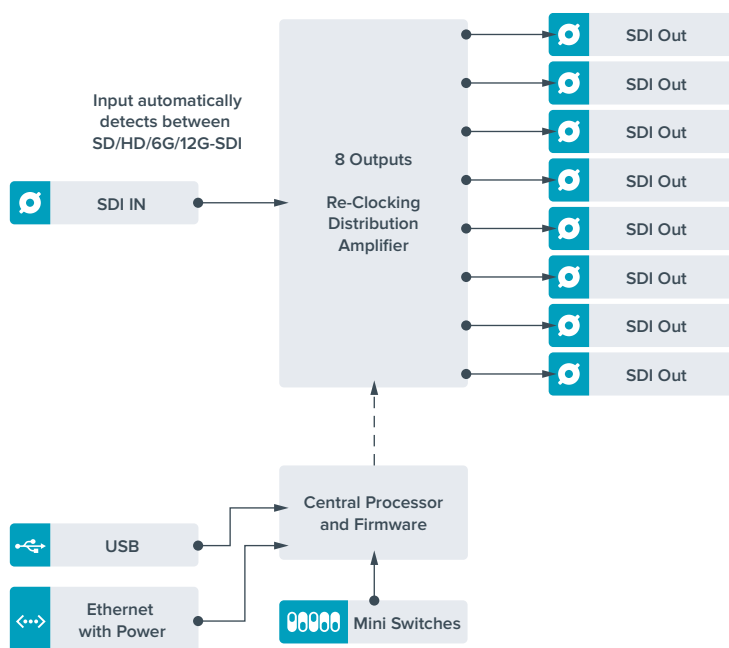 Input automatically
detects between
SD/HD/6G/12G-SDI
SDI IN
8 Outputs
Re-Clocking
Distribution
Amplifier
SDI Out
SDI Out
SDI Out
SDI Out
SDI Out
SDI Out
SDI Out
SDI Out
Central Processor
and Firmware
USB
Ethernet
with Power
Mini Switches